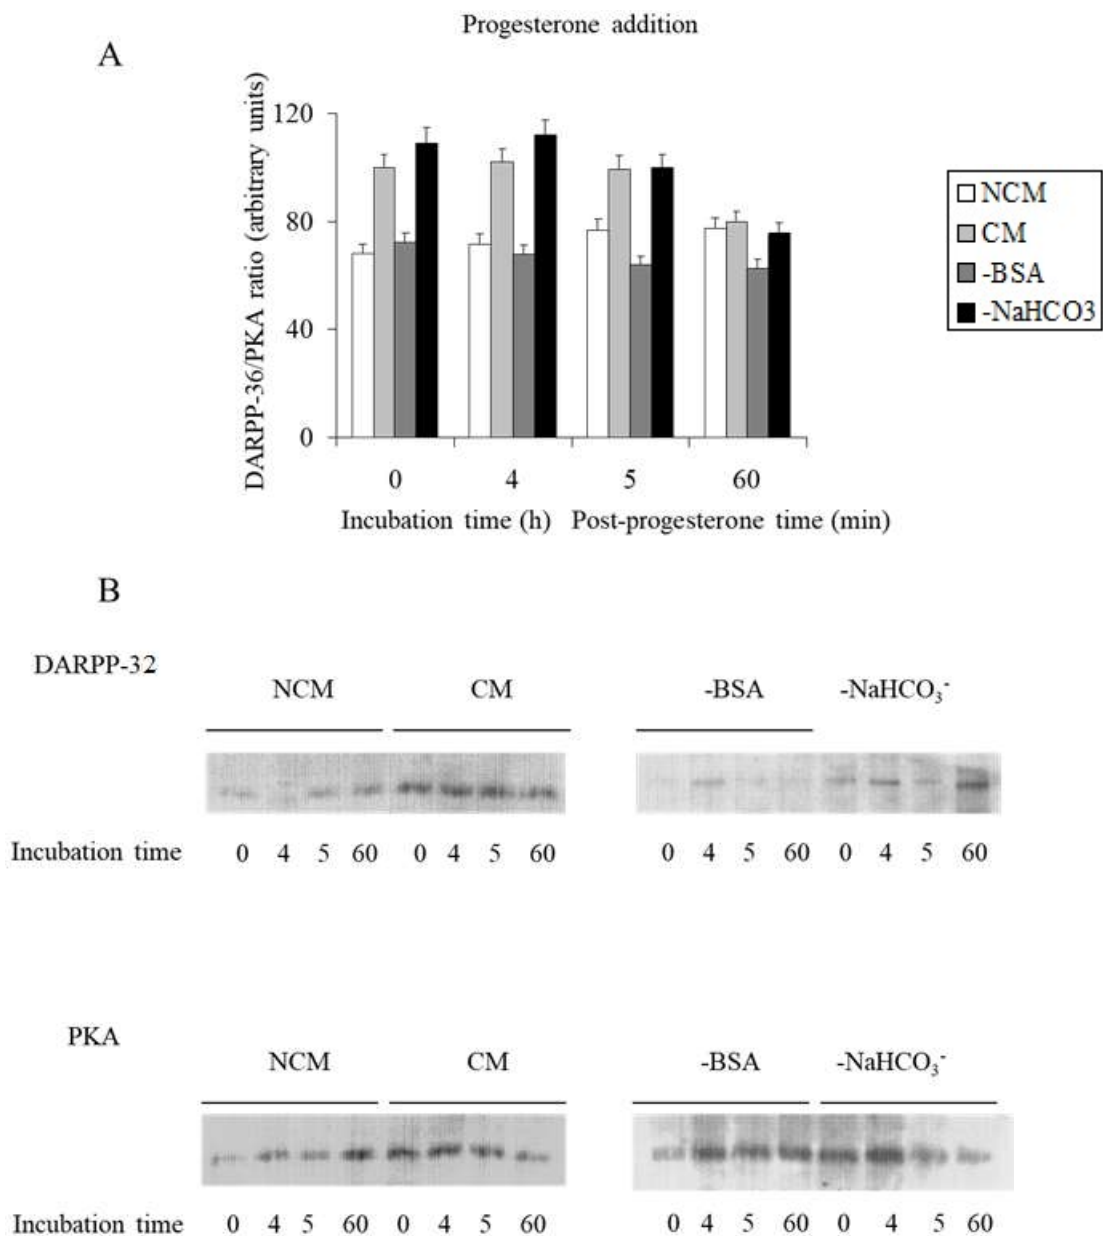 Progesterone addition
A
DARPP-36/PKA ratio (arbitrary units)
120
80
40
0
0 4 5 60
Incubation time (h) Post-progesterone time (min)
NCM
CM
-BSA
-NaHCO3
B
DARPP-32
NCM CM -BSA -NaHCO₃⁻
Incubation time 0 4 5 60 0 4 5 60 0 4 5 60 0 4 5 60
PKA
NCM CM -BSA -NaHCO₃⁻
Incubation time 0 4 5 60 0 4 5 60 0 4 5 60 0 4 5 60